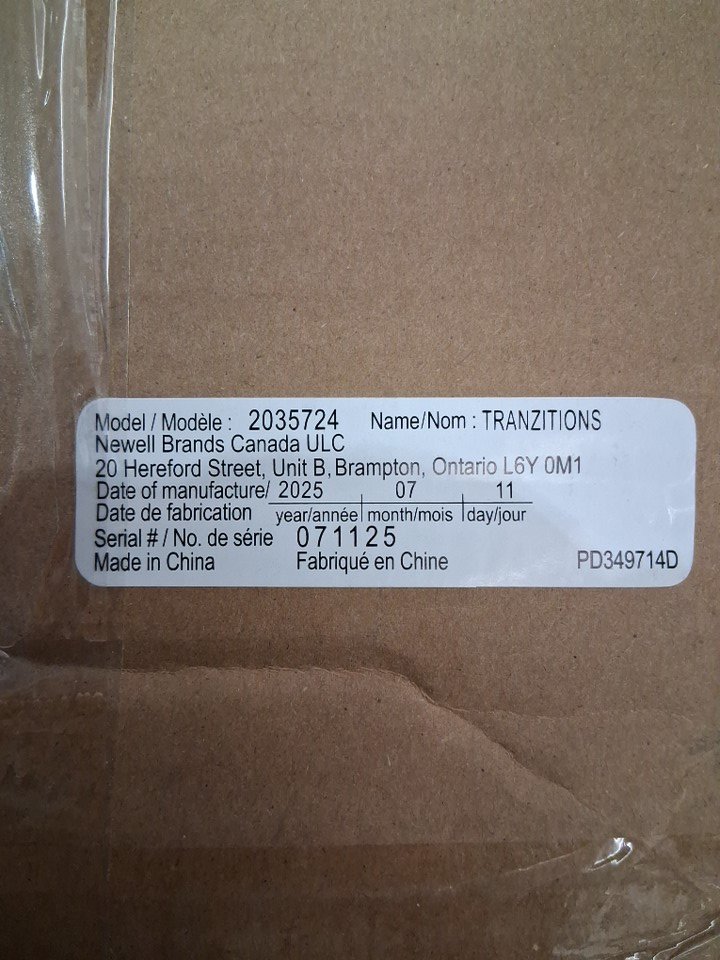 Model / Modèle : 2035724 Name/Nom : TRANZITIONS
Newell Brands Canada ULC
20 Hereford Street, Unit B, Brampton, Ontario L6Y 0M1
Date of manufacture/ 2025 07 11
Date de fabrication year/année month/mois day/jour
Serial # / No. de série 071125
Made in China Fabriqué en Chine PD349714D